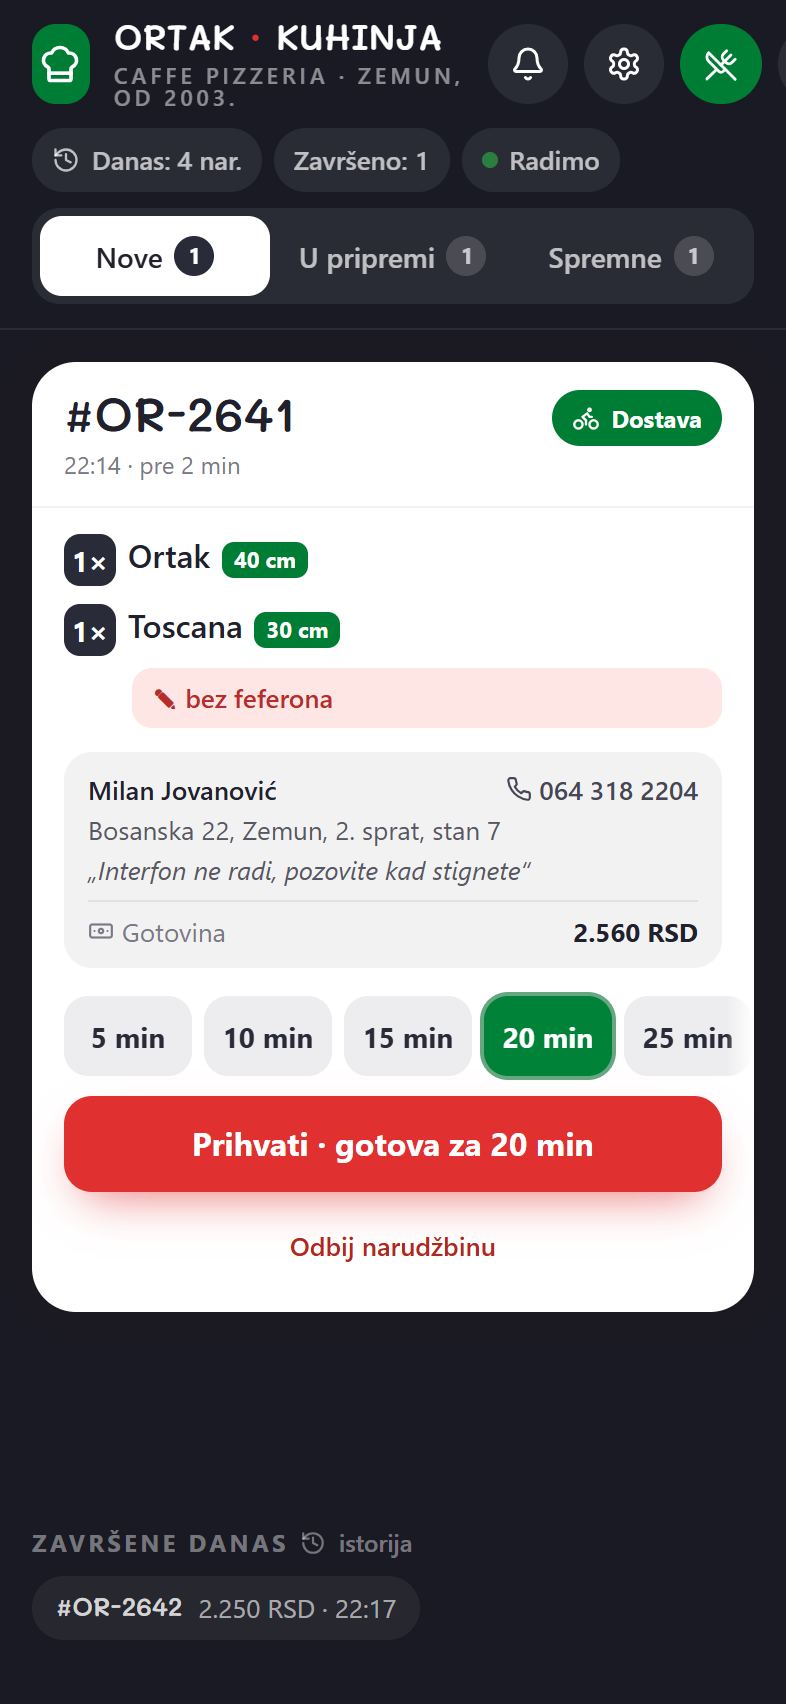 ORTAK · KUHINJA
CAFFE PIZZERIA · ZEMUN,
OD 2003.
Danas: 4 nar. Završeno: 1 Radimo
Nove 1 U pripremi 1 Spremne 1
#OR-2641
Dostava
22:14 · pre 2 min
1× Ortak 40 cm
1× Toscana 30 cm
bez feferona
Milan Jovanović 064 318 2204
Bosanska 22, Zemun, 2. sprat, stan 7
„Interfon ne radi, pozovite kad stignete“
Gotovina 2.560 RSD
5 min 10 min 15 min 20 min 25 min
Prihvati · gotova za 20 min
Odbij narudžbinu
ZAVRŠENE DANAS istorija
#OR-2642 2.250 RSD · 22:17